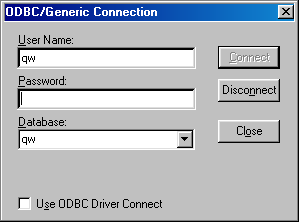 ODBC/Generic Connection
User Name:
qw
Connect
Password:
Disconnect
Database:
qw
Close
Use ODBC Driver Connect